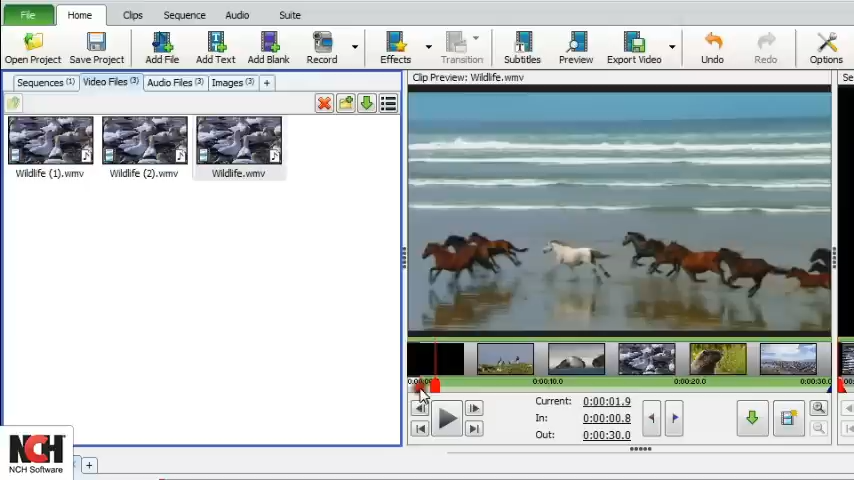 File Home Clips Sequence Audio Suite
Open Project Save Project Add File Add Text Add Blank Record Effects Transition Subtitles Preview Export Video Undo Redo Options
Sequences (1) Video Files (3) Audio Files (3) Images (3) +
Clip Preview: Wildlife.wmv
Se
Wildlife (1).wmv Wildlife (2).wmv Wildlife.wmv
0:00:10.0 0:00:20.0 0:00:30.0
Current: 0:00:01.9
In: 0:00:00.8
Out: 0:00:30.0
NCH
NCH Software
+